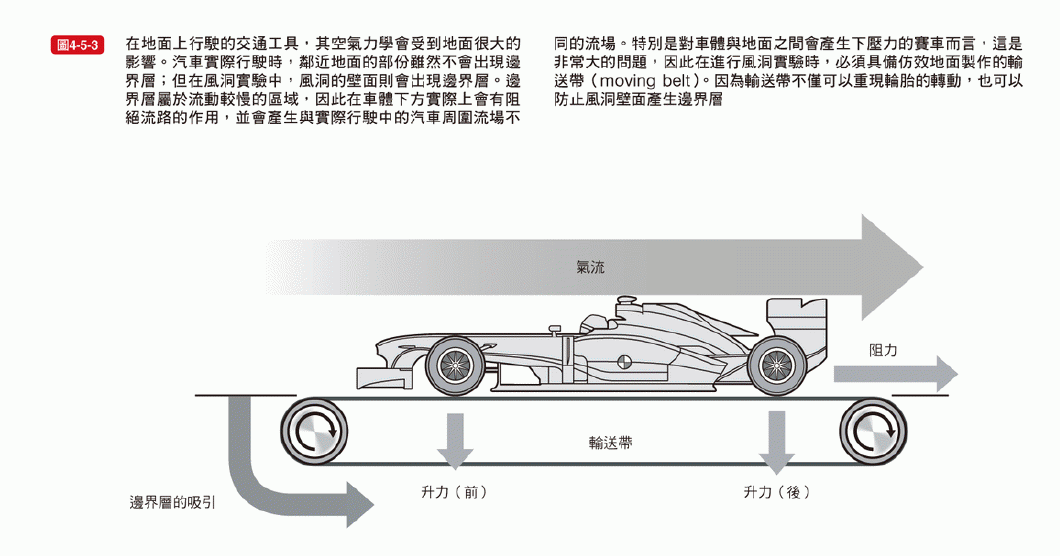 圖4-5-3
在地面上行駛的交通工具，其空氣力學會受到地面很大的
影響。汽車實際行駛時，鄰近地面的部份雖然不會出現邊
界層；但在風洞實驗中，風洞的壁面則會出現邊界層。邊
界層屬於流動較慢的區域，因此在車體下方實際上會有阻
絕流路的作用，並會產生與實際行駛中的汽車周圍流場不
同的流場。特別是對車體與地面之間會產生下壓力的賽車而言，這是
非常大的問題，因此在進行風洞實驗時，必須具備仿效地面製作的輸
送帶（moving belt）。因為輸送帶不僅可以重現輪胎的轉動，也可以
防止風洞壁面產生邊界層
氣流
阻力
輸送帶
升力（前）
升力（後）
邊界層的吸引